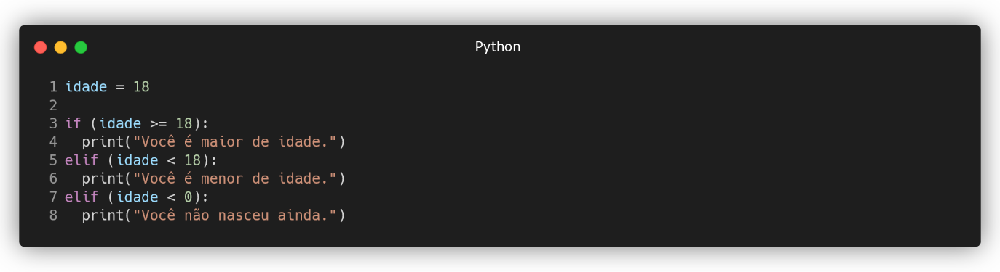 Python
1 idade = 18
2
3 if (idade >= 18):
4   print("Você é maior de idade.")
5 elif (idade < 18):
6   print("Você é menor de idade.")
7 elif (idade < 0):
8   print("Você não nasceu ainda.")